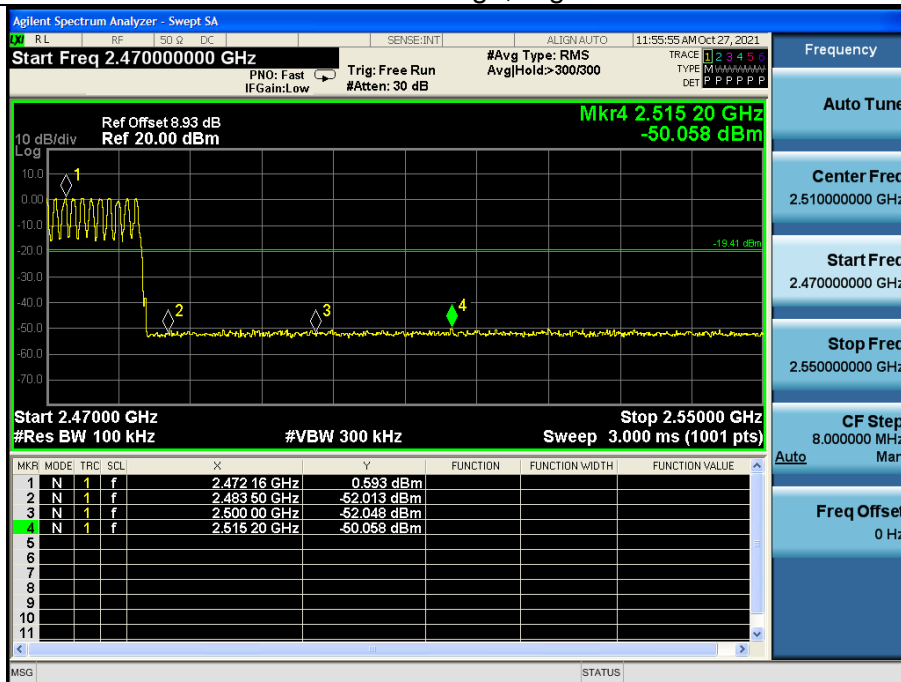 Agilent Spectrum Analyzer - Swept SA
LXI RL RF 50 Ω DC SENSE:INT ALIGN AUTO 11:55:55 AM Oct 27, 2021
Start Freq 2.470000000 GHz
#Avg Type: RMS
TRACE 1 2 3 4 5 6
PNO: Fast Trig: Free Run Avg|Hold:>300/300
TYPE M W W W W W
IFGain:Low #Atten: 30 dB
DET P P P P P P
Frequency
Auto Tune
Mkr4 2.515 20 GHz
-50.058 dBm
Ref Offset 8.93 dB
10 dB/div Ref 20.00 dBm
Log
10.0
0.00
-10.0
-20.0
-30.0
-40.0
-50.0
-60.0
-70.0
1
2
3
4
-19.41 dBm
Start 2.47000 GHz Stop 2.55000 GHz
#Res BW 100 kHz #VBW 300 kHz Sweep 3.000 ms (1001 pts)
MKR MODE TRC SCL X Y FUNCTION FUNCTION WIDTH FUNCTION VALUE
1 N 1 f 2.472 16 GHz 0.593 dBm
2 N 1 f 2.483 50 GHz -52.013 dBm
3 N 1 f 2.500 00 GHz -52.048 dBm
4 N 1 f 2.515 20 GHz -50.058 dBm
5
6
7
8
9
10
11
Center Freq
2.510000000 GHz
Start Freq
2.470000000 GHz
Stop Freq
2.550000000 GHz
CF Step
8.000000 MHz
Auto Man
Freq Offset
0 Hz
MSG STATUS